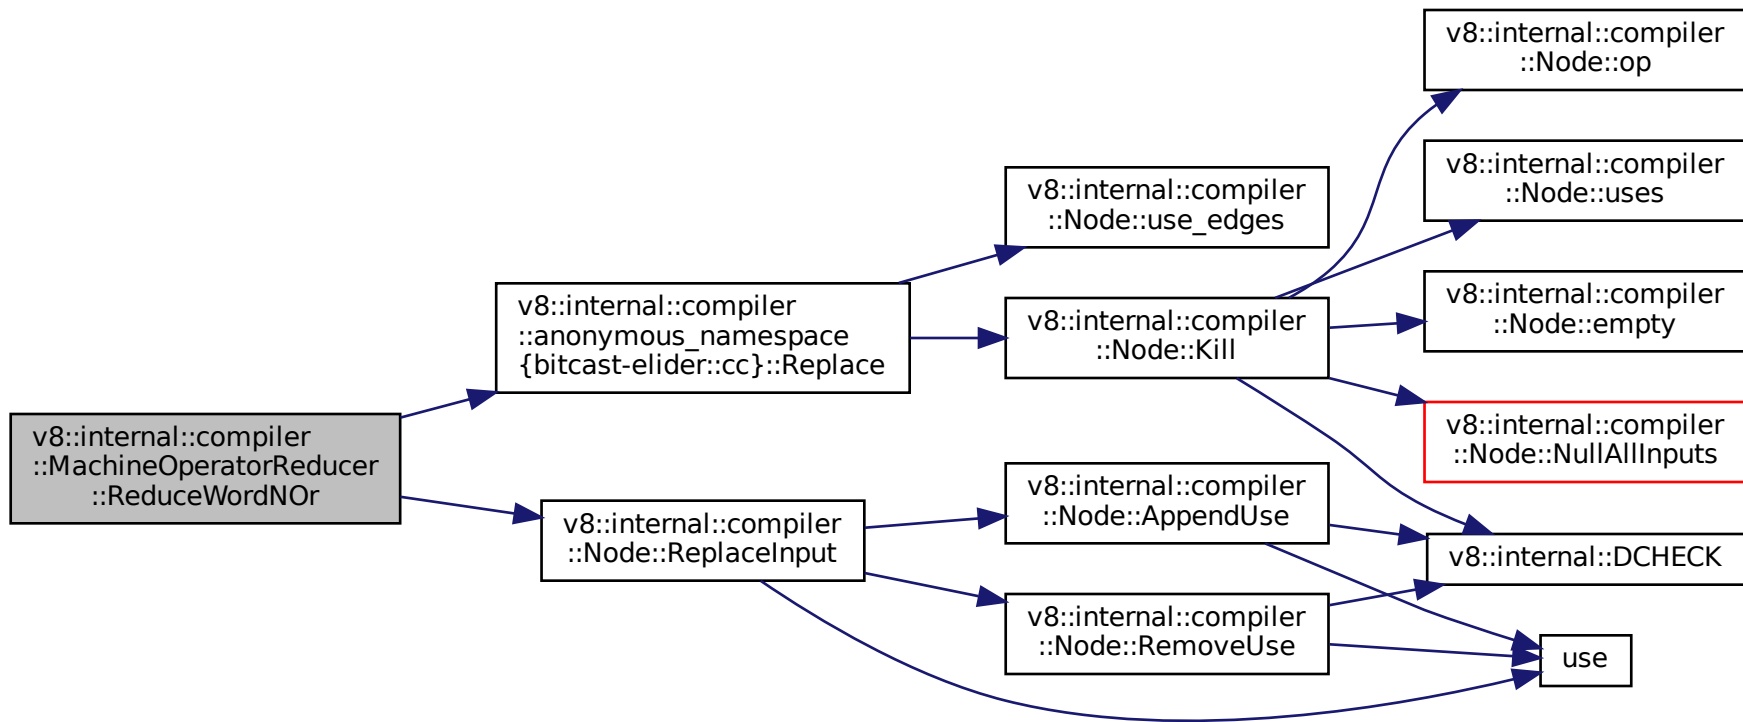 v8::internal::compiler
::MachineOperatorReducer
::ReduceWordNOr
v8::internal::compiler
::anonymous_namespace
{bitcast-elider::cc}::Replace
v8::internal::compiler
::Node::ReplaceInput
v8::internal::compiler
::Node::use_edges
v8::internal::compiler
::Node::Kill
v8::internal::compiler
::Node::AppendUse
v8::internal::compiler
::Node::RemoveUse
v8::internal::compiler
::Node::op
v8::internal::compiler
::Node::uses
v8::internal::compiler
::Node::empty
v8::internal::compiler
::Node::NullAllInputs
v8::internal::DCHECK
use